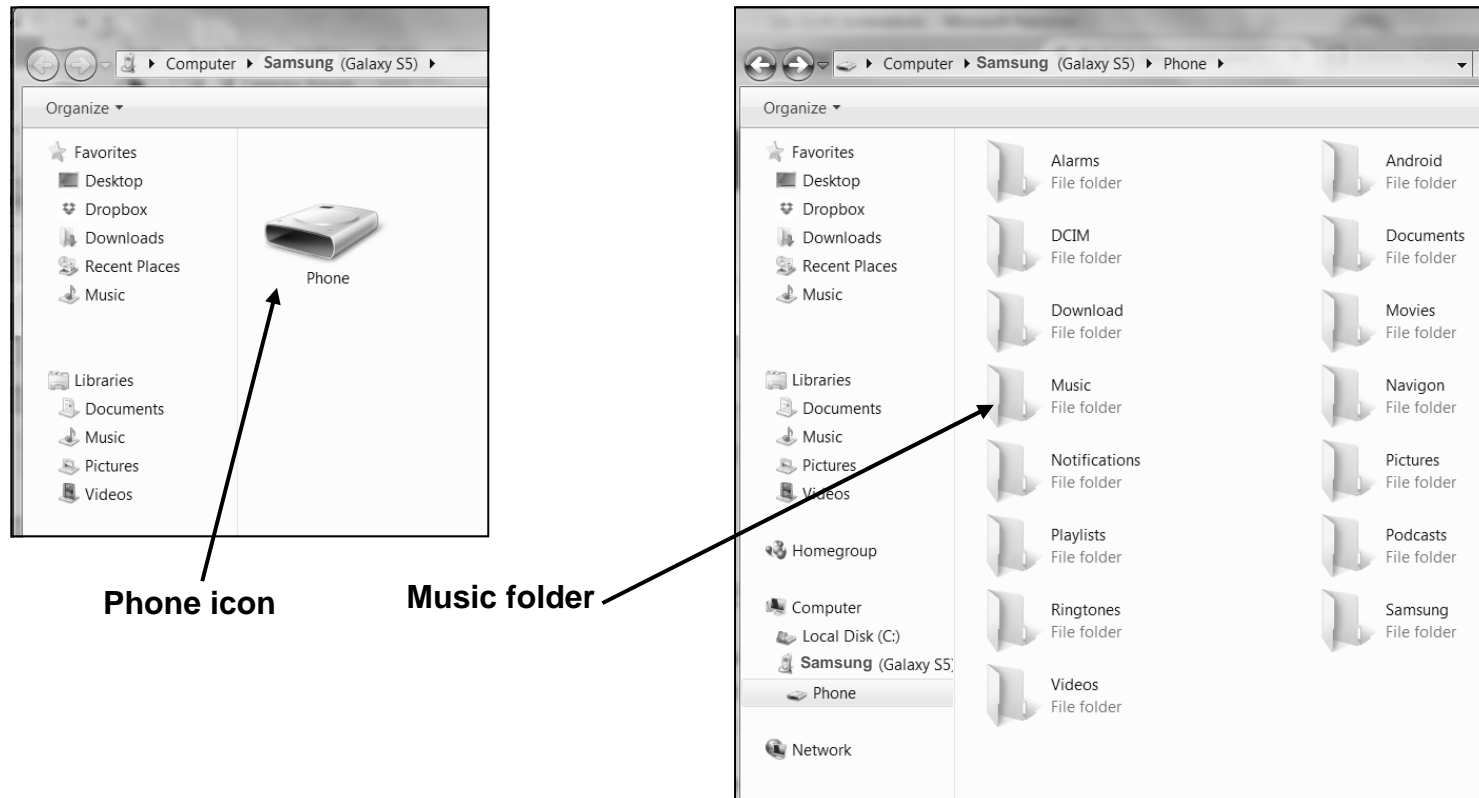 Computer ▸ Samsung (Galaxy S5) ▸
Organize ▾
Favorites
Desktop
Dropbox
Downloads
Recent Places
Music
Libraries
Documents
Music
Pictures
Videos
Phone
Phone icon
Computer ▸ Samsung (Galaxy S5) ▸ Phone ▸
Organize ▾
Favorites
Desktop
Dropbox
Downloads
Recent Places
Music
Libraries
Documents
Music
Pictures
Videos
Homegroup
Computer
Local Disk (C:)
Samsung (Galaxy S5)
Phone
Network
Alarms
File folder
Android
File folder
DCIM
File folder
Documents
File folder
Download
File folder
Movies
File folder
Music
File folder
Navigon
File folder
Notifications
File folder
Pictures
File folder
Playlists
File folder
Podcasts
File folder
Ringtones
File folder
Samsung
File folder
Videos
File folder
Music folder